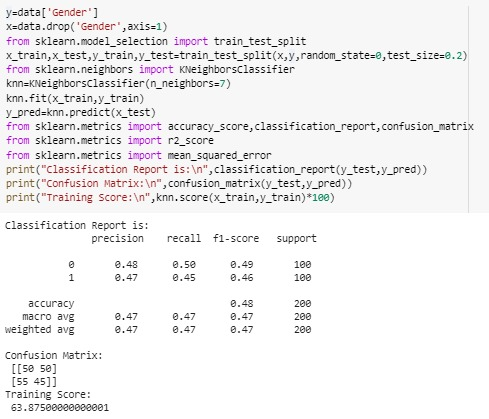 y=data['Gender']
x=data.drop('Gender',axis=1)
from sklearn.model_selection import train_test_split
x_train,x_test,y_train,y_test=train_test_split(x,y,random_state=0,test_size=0.2)
from sklearn.neighbors import KNeighborsClassifier
knn=KNeighborsClassifier(n_neighbors=7)
knn.fit(x_train,y_train)
y_pred=knn.predict(x_test)
from sklearn.metrics import accuracy_score,classification_report,confusion_matrix
from sklearn.metrics import r2_score
from sklearn.metrics import mean_squared_error
print("Classification Report is:\n",classification_report(y_test,y_pred))
print("Confusion Matrix:\n",confusion_matrix(y_test,y_pred))
print("Training Score:\n",knn.score(x_train,y_train)*100)
Classification Report is:
precision recall f1-score support
0 0.48 0.50 0.49 100
1 0.47 0.45 0.46 100
accuracy 0.48 200
macro avg 0.47 0.47 0.47 200
weighted avg 0.47 0.47 0.47 200
Confusion Matrix:
[[50 50]
[55 45]]
Training Score:
63.87500000000001